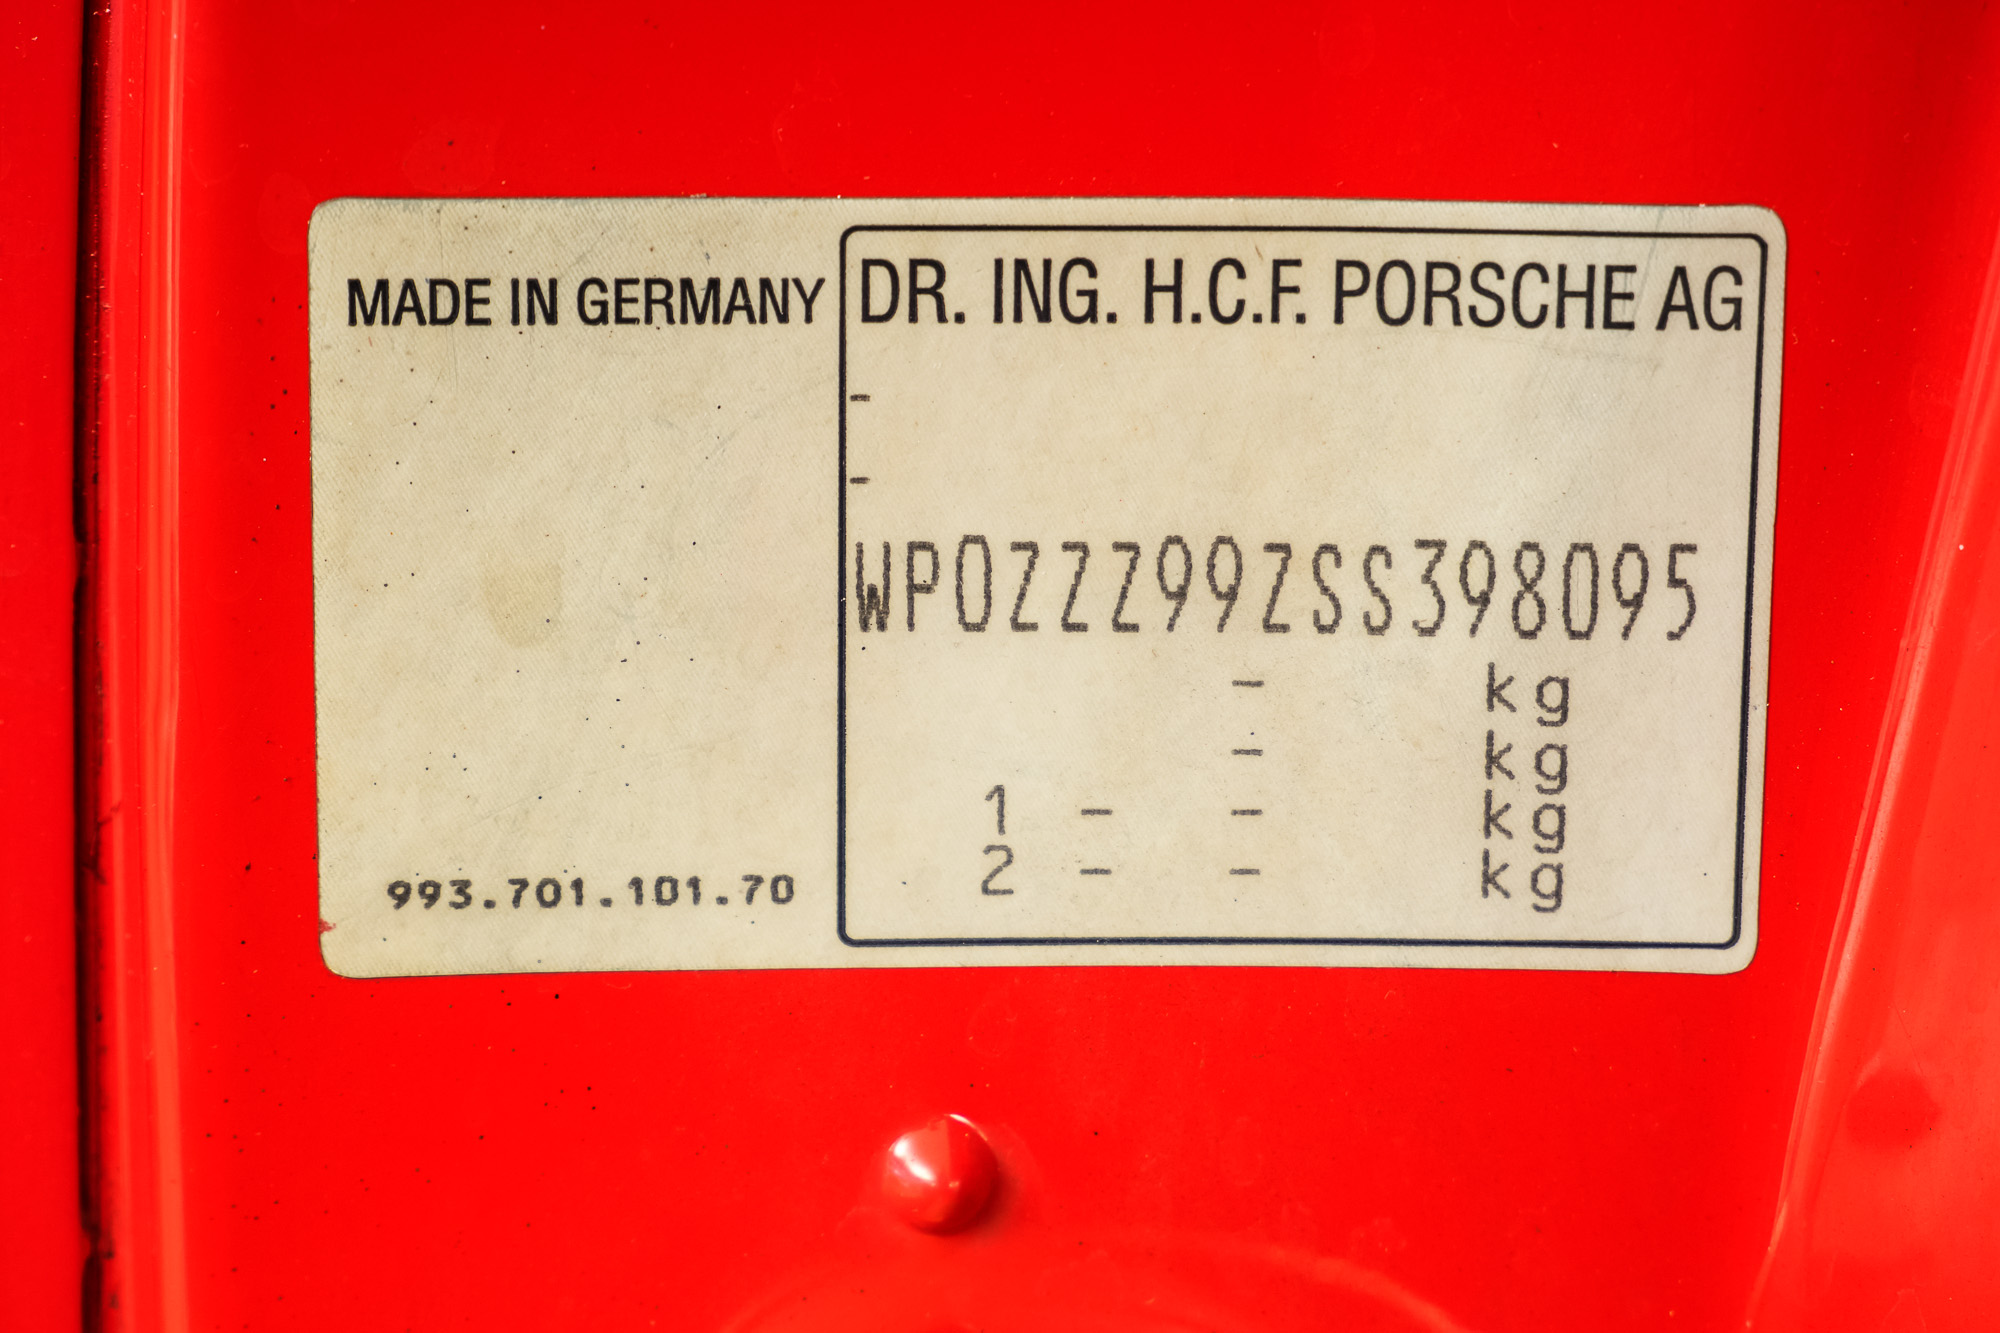 MADE IN GERMANY
993.701.101.70
DR. ING. H.C.F. PORSCHE AG
-
-
WP0ZZZ99ZSS398095
- kg
- kg
1 - - kg
2 - - kg